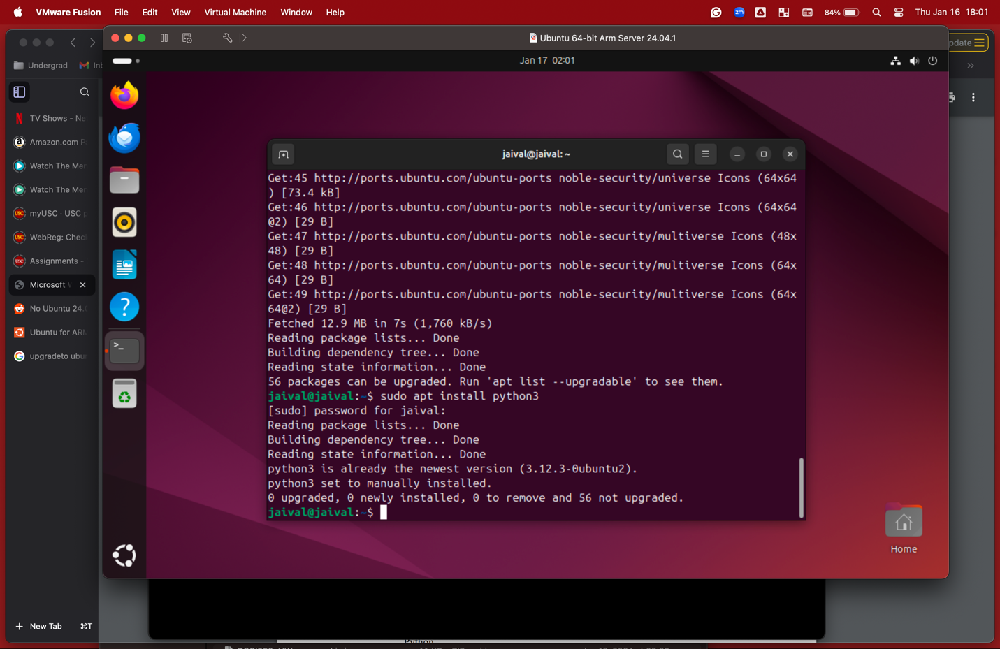 VMware Fusion File Edit View Virtual Machine Window Help
zm 84% Thu Jan 16 18:01
Ubuntu 64-bit Arm Server 24.04.1
Jan 17 02:01
Undergrad
TV Shows - Ne
a Amazon.com P
Watch The Men
Watch The Men
USC myUSC · USC p
USC WebReg: Chec
USC Assignments -
Microsoft
No Ubuntu 24.
Ubuntu for ARM
G upgradeto ubu
+ New Tab ⌘T
pdate
jaival@jaival: ~
Get:45 http://ports.ubuntu.com/ubuntu-ports noble-security/universe Icons (64x64
) [73.4 kB]
Get:46 http://ports.ubuntu.com/ubuntu-ports noble-security/universe Icons (64x64
@2) [29 B]
Get:47 http://ports.ubuntu.com/ubuntu-ports noble-security/multiverse Icons (48x
48) [29 B]
Get:48 http://ports.ubuntu.com/ubuntu-ports noble-security/multiverse Icons (64x
64) [29 B]
Get:49 http://ports.ubuntu.com/ubuntu-ports noble-security/multiverse Icons (64x
64@2) [29 B]
Fetched 12.9 MB in 7s (1,760 kB/s)
Reading package lists... Done
Building dependency tree... Done
Reading state information... Done
56 packages can be upgraded. Run 'apt list --upgradable' to see them.
jaival@jaival:~$ sudo apt install python3
[sudo] password for jaival:
Reading package lists... Done
Building dependency tree... Done
Reading state information... Done
python3 is already the newest version (3.12.3-0ubuntu2).
python3 set to manually installed.
0 upgraded, 0 newly installed, 0 to remove and 56 not upgraded.
jaival@jaival:~$
Home
Python